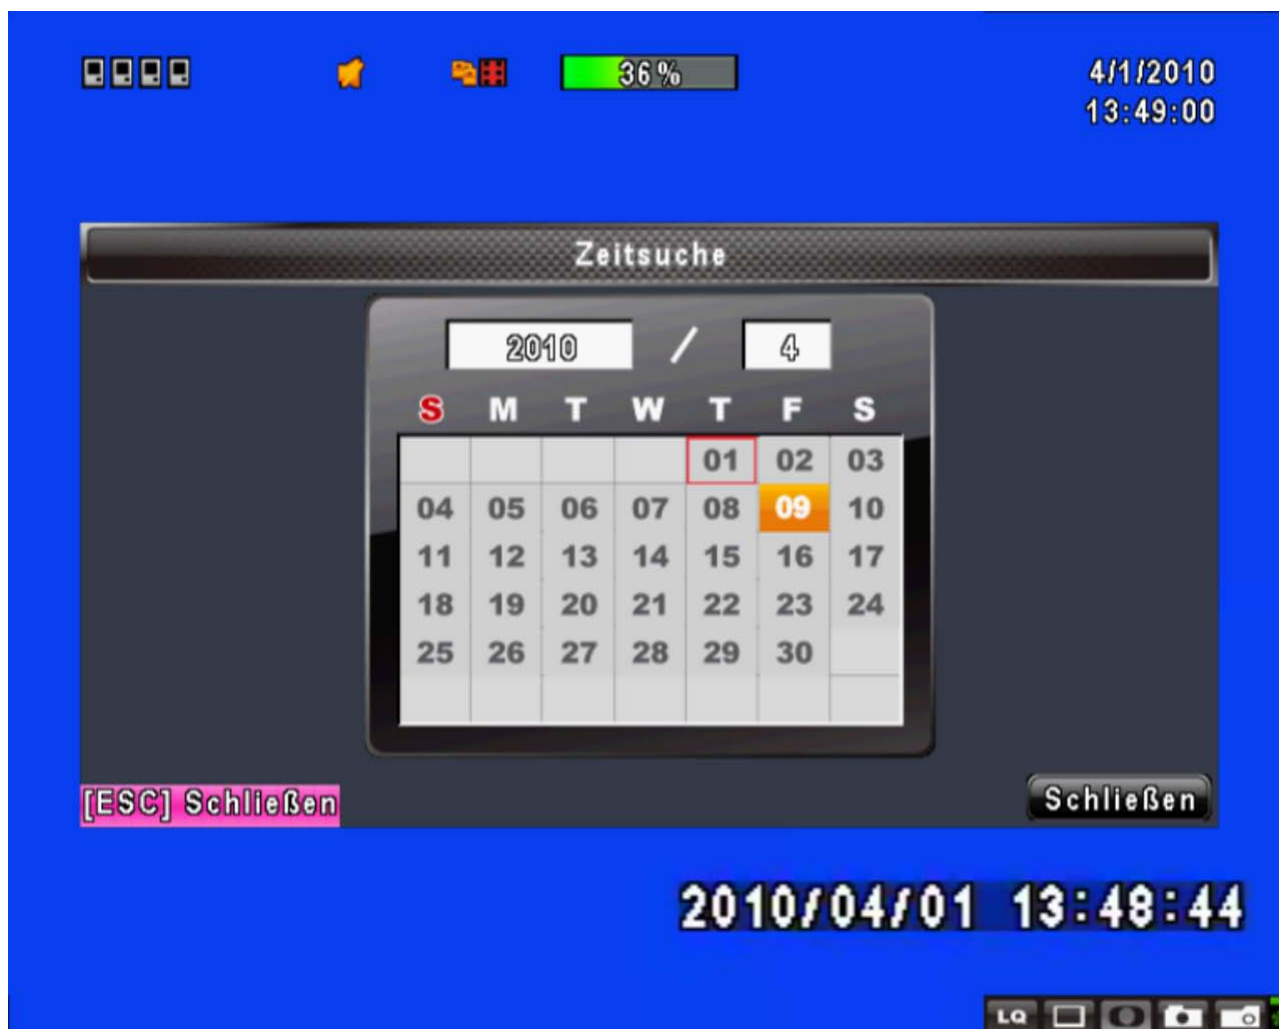 36%
4/1/2010
13:49:00
Zeitsuche
2010 / 4
S M T W T F S
01 02 03
04 05 06 07 08 09 10
11 12 13 14 15 16 17
18 19 20 21 22 23 24
25 26 27 28 29 30
[ESC] Schließen
Schließen
2010/04/01 13:48:44
LQ